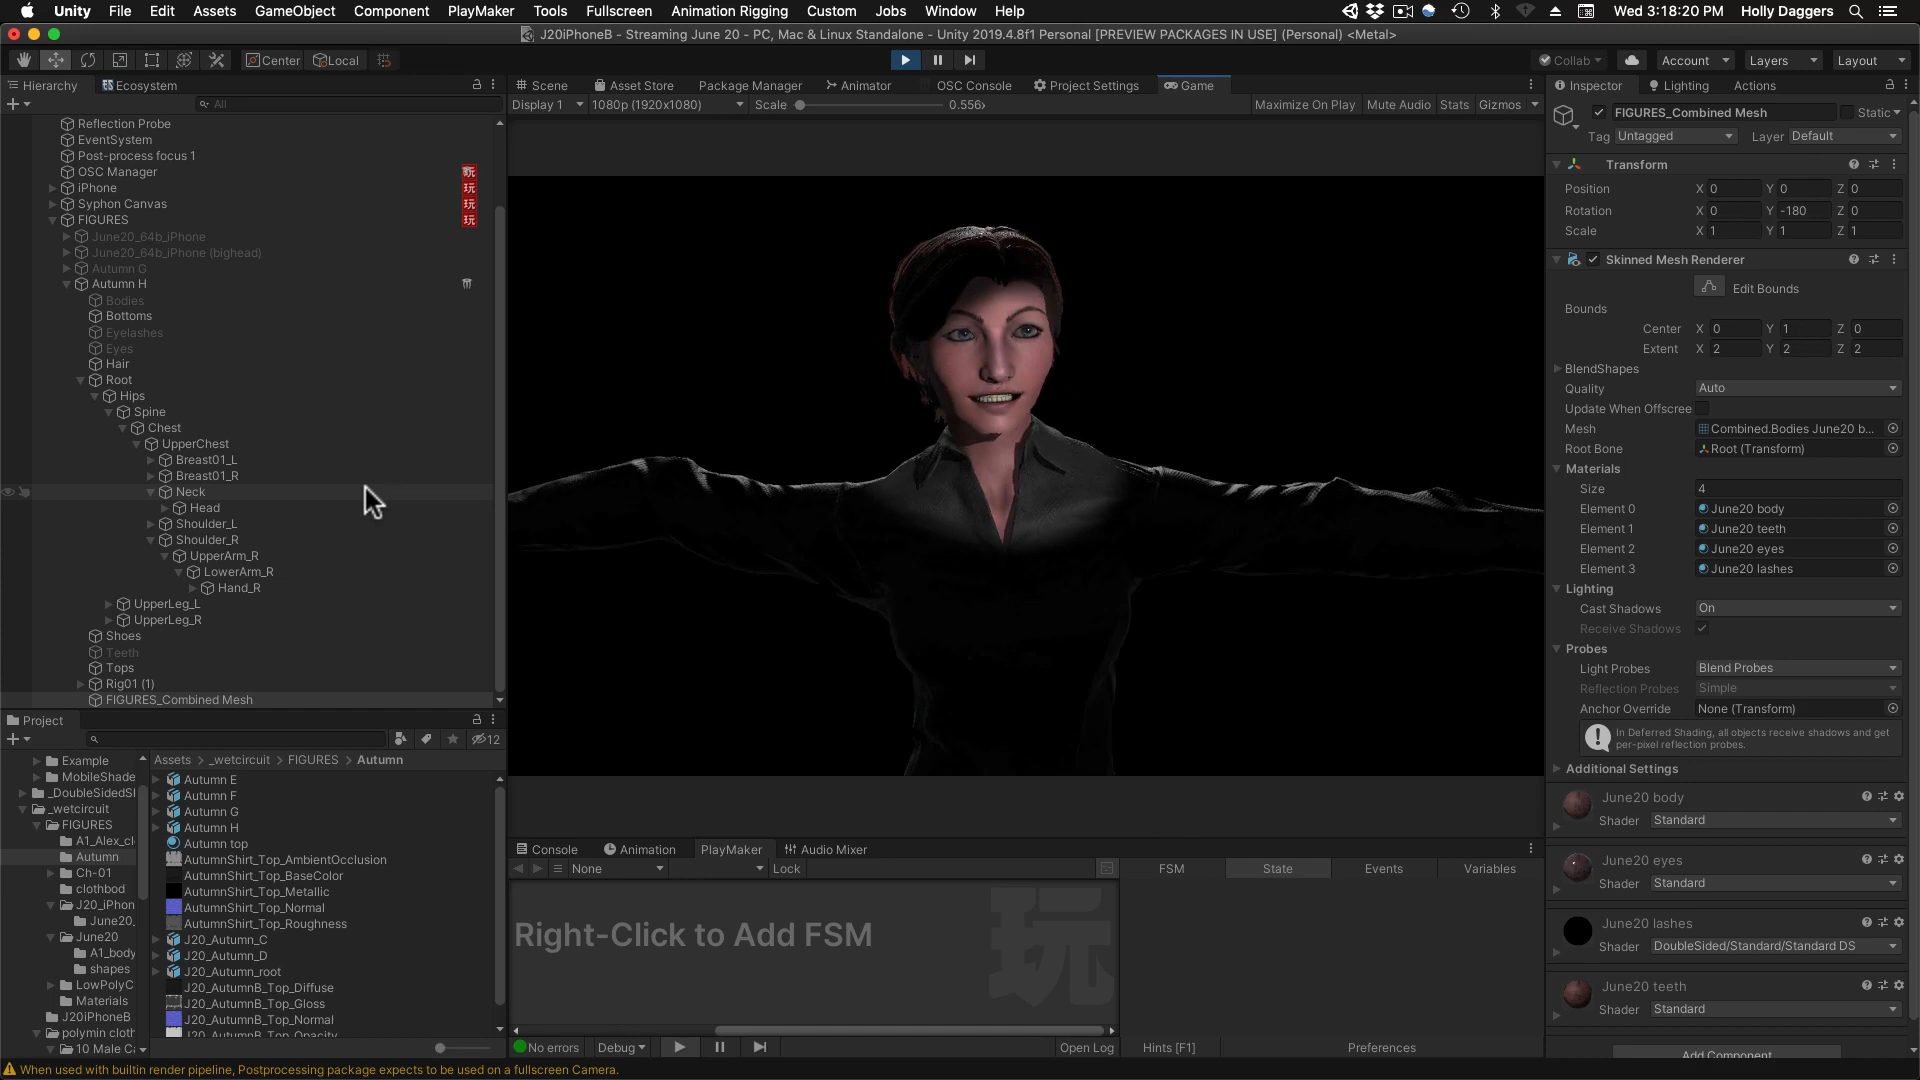 Unity File Edit Assets GameObject Component PlayMaker Tools Fullscreen Animation Rigging Custom Jobs Window Help Wed 3:18:20 PM Holly Daggers
J20iPhoneB - Streaming June 20 - PC, Mac & Linux Standalone - Unity 2019.4.8f1 Personal [PREVIEW PACKAGES IN USE] (Personal) <Metal>
Center Local Collab Account Layers Layout
Hierarchy Ecosystem
All
Reflection Probe
EventSystem
Post-process focus 1
OSC Manager 玩
iPhone 玩
Syphon Canvas 玩
FIGURES 玩
June20_64b_iPhone
June20_64b_iPhone (bighead)
Autumn G
Autumn H
Bodies
Bottoms
Eyelashes
Eyes
Hair
Root
Hips
Spine
Chest
UpperChest
Breast01_L
Breast01_R
Neck
Head
Shoulder_L
Shoulder_R
UpperArm_R
LowerArm_R
Hand_R
UpperLeg_L
UpperLeg_R
Shoes
Teeth
Tops
Rig01 (1)
FIGURES_Combined Mesh
Scene Asset Store Package Manager Animator OSC Console Project Settings Game
Display 1 1080p (1920x1080) Scale 0.556x Maximize On Play Mute Audio Stats Gizmos
Inspector Lighting Actions
FIGURES_Combined Mesh Static
Tag Untagged Layer Default
Transform
Position X 0 Y 0 Z 0
Rotation X 0 Y -180 Z 0
Scale X 1 Y 1 Z 1
Skinned Mesh Renderer
Edit Bounds
Bounds
Center X 0 Y 1 Z 0
Extent X 2 Y 2 Z 2
BlendShapes
Quality Auto
Update When Offscree
Mesh Combined.Bodies June20 b...
Root Bone Root (Transform)
Materials
Size 4
Element 0 June20 body
Element 1 June20 teeth
Element 2 June20 eyes
Element 3 June20 lashes
Lighting
Cast Shadows On
Receive Shadows
Probes
Light Probes Blend Probes
Reflection Probes Simple
Anchor Override None (Transform)
In Deferred Shading, all objects receive shadows and get
per-pixel reflection probes.
Additional Settings
June20 body
Shader Standard
June20 eyes
Shader Standard
June20 lashes
Shader DoubleSided/Standard/Standard DS
June20 teeth
Shader Standard
Add Component
Project
12
Example
MobileShade
_DoubleSidedSl
_wetcircuit
FIGURES
A1_Alex_cl
Autumn
Ch-01
clothbod
J20_iPhon
June20_
June20
A1_body
shapes
LowPolyC
Materials
J20iPhoneB
polymin cloth
10 Male C
Assets > _wetcircuit > FIGURES > Autumn
Autumn E
Autumn F
Autumn G
Autumn H
Autumn top
AutumnShirt_Top_AmbientOcclusion
AutumnShirt_Top_BaseColor
AutumnShirt_Top_Metallic
AutumnShirt_Top_Normal
AutumnShirt_Top_Roughness
J20_Autumn_C
J20_Autumn_D
J20_Autumn_root
J20_AutumnB_Top_Diffuse
J20_AutumnB_Top_Gloss
J20_AutumnB_Top_Normal
J20_AutumnB_Top_Opacity
Console Animation PlayMaker Audio Mixer
None Lock FSM State Events Variables
Right-Click to Add FSM 玩
No errors Debug Open Log Hints [F1] Preferences
When used with builtin render pipeline, Postprocessing package expects to be used on a fullscreen Camera.